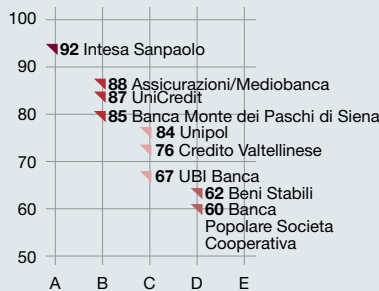 100
92 Intesa Sanpaolo
90
88 Assicurazioni/Mediobanca
87 UniCredit
80
85 Banca Monte dei Paschi di Siena
84 Unipol
70
76 Credito Valtellinese
67 UBI Banca
62 Beni Stabili
60
60 Banca
Popolare Societa
Cooperativa
50
A B C D E